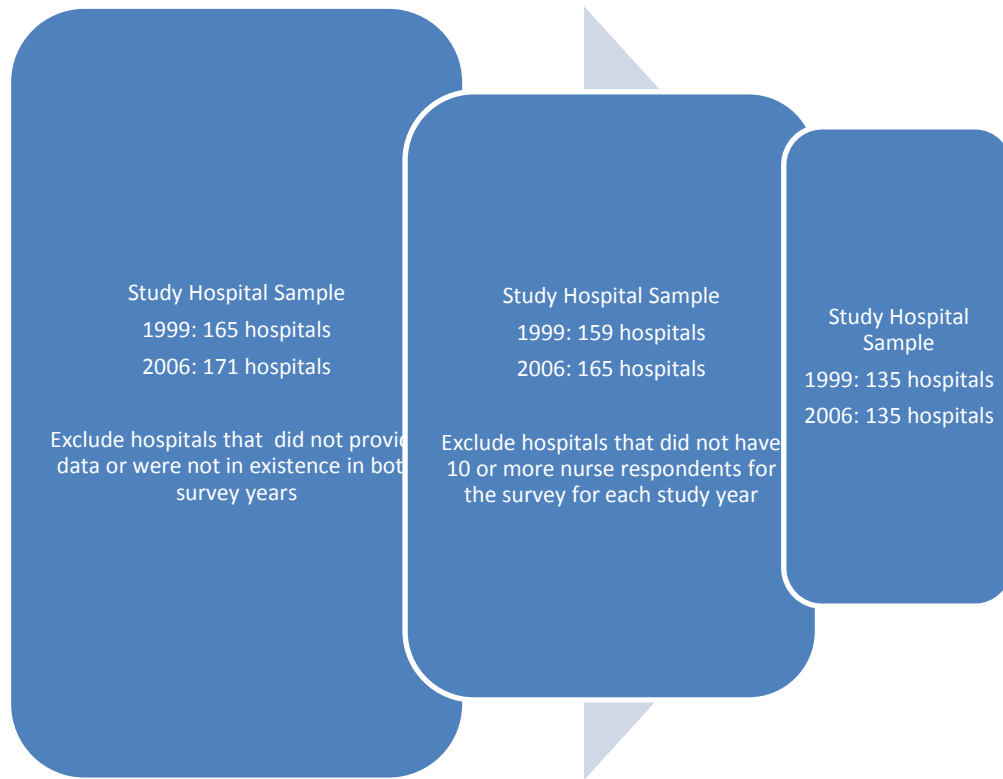 Study Hospital Sample
1999: 165 hospitals
2006: 171 hospitals
Exclude hospitals that did not provid
data or were not in existence in bot
survey years
Study Hospital Sample
1999: 159 hospitals
2006: 165 hospitals
Exclude hospitals that did not have
10 or more nurse respondents for
the survey for each study year
Study Hospital
Sample
1999: 135 hospitals
2006: 135 hospitals